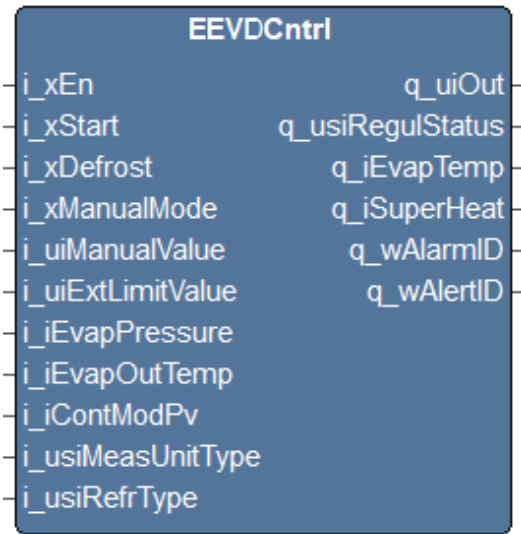 EEVDCntrl
i_xEn q_uiOut
i_xStart q_usiRegulStatus
i_xDefrost q_iEvapTemp
i_xManualMode q_iSuperHeat
i_uiManualValue q_wAlarmID
i_uiExtLimitValue q_wAlertID
i_iEvapPressure
i_iEvapOutTemp
i_iContModPv
i_usiMeasUnitType
i_usiRefrType